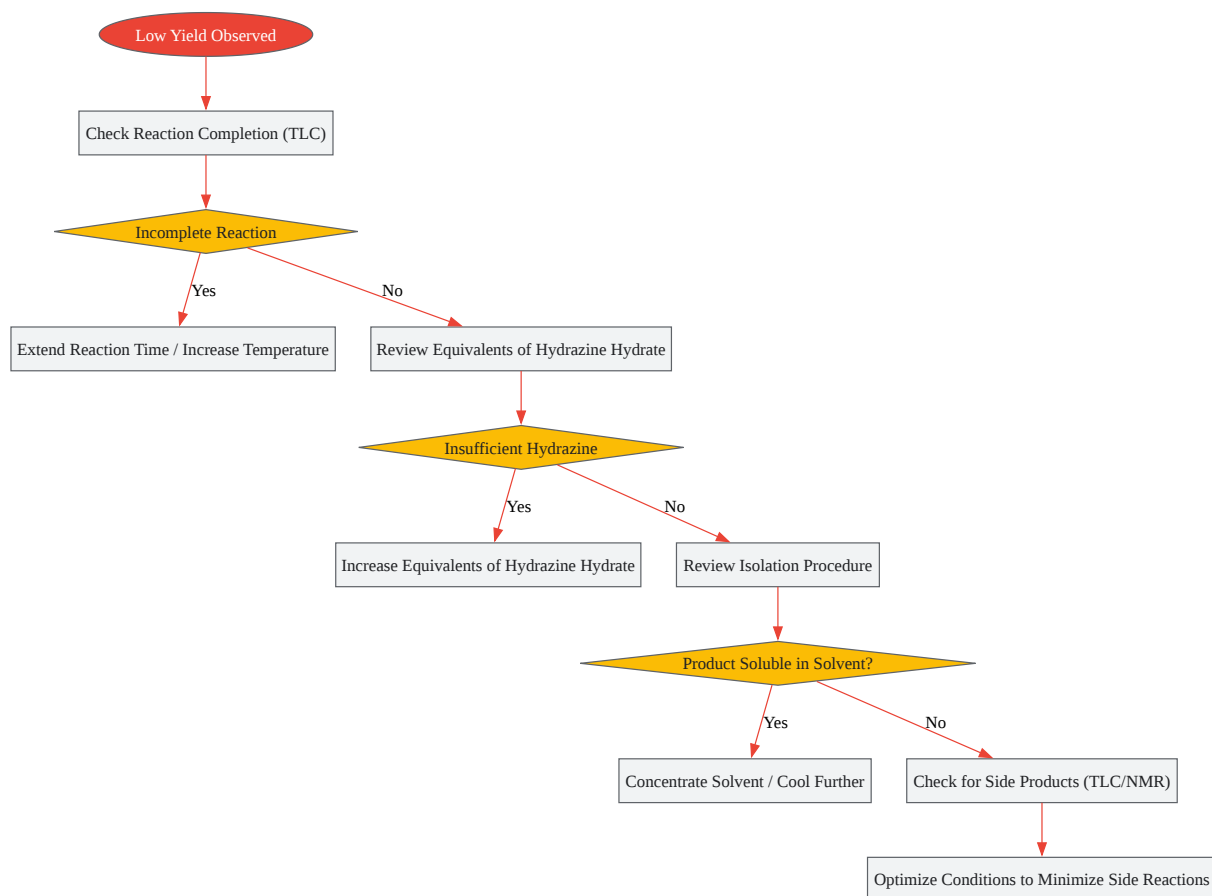 Low Yield Observed
Check Reaction Completion (TLC)
Incomplete Reaction
Yes
No
Extend Reaction Time / Increase Temperature
Review Equivalents of Hydrazine Hydrate
Insufficient Hydrazine
Yes
No
Increase Equivalents of Hydrazine Hydrate
Review Isolation Procedure
Product Soluble in Solvent?
Yes
No
Concentrate Solvent / Cool Further
Check for Side Products (TLC/NMR)
Optimize Conditions to Minimize Side Reactions